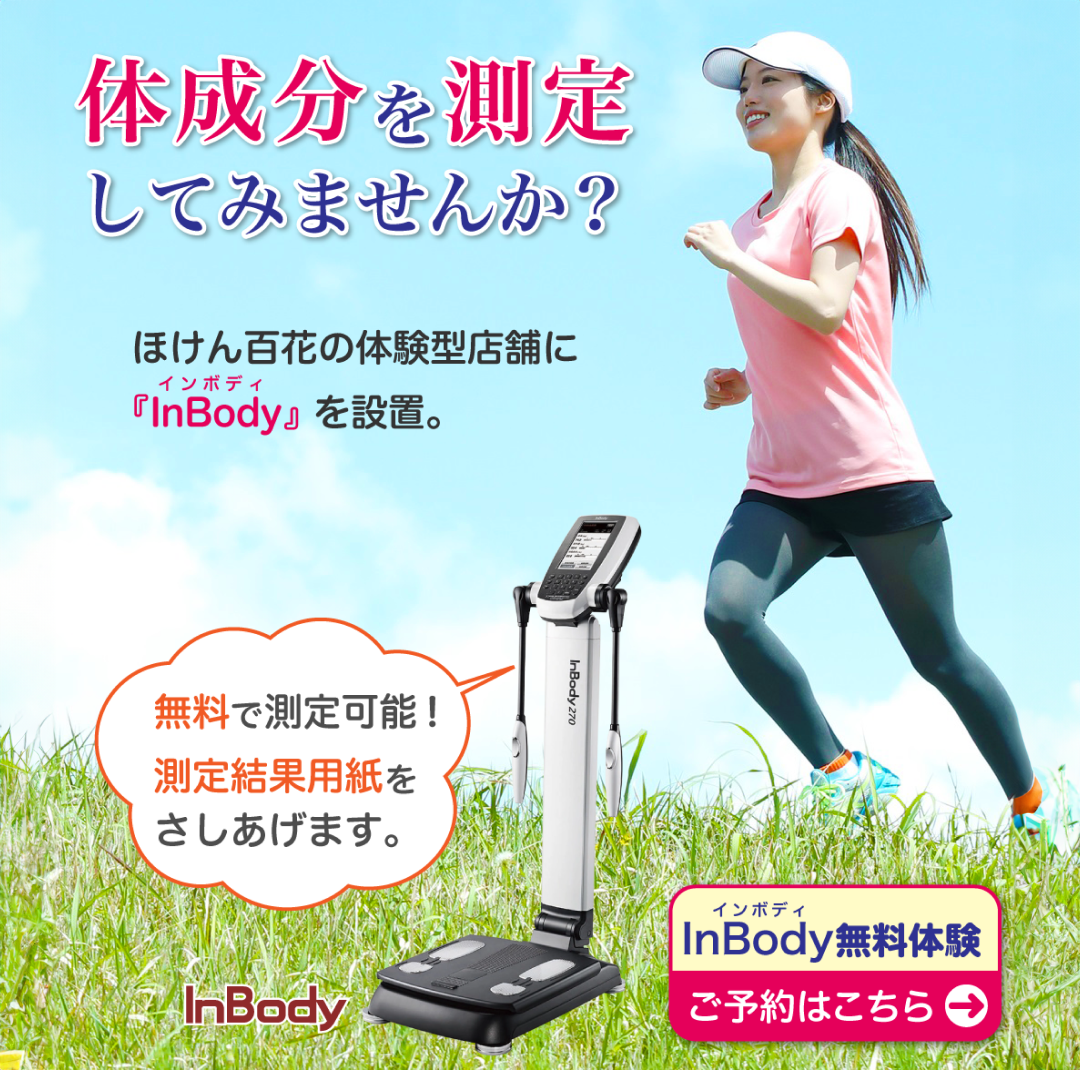 体成分を測定
してみませんか?
ほけん百花の体験型店舗に
インボディ
『InBody』を設置。
無料で測定可能!
測定結果用紙を
さしあげます。
InBody270
InBody
インボディ
InBody無料体験
ご予約はこちら